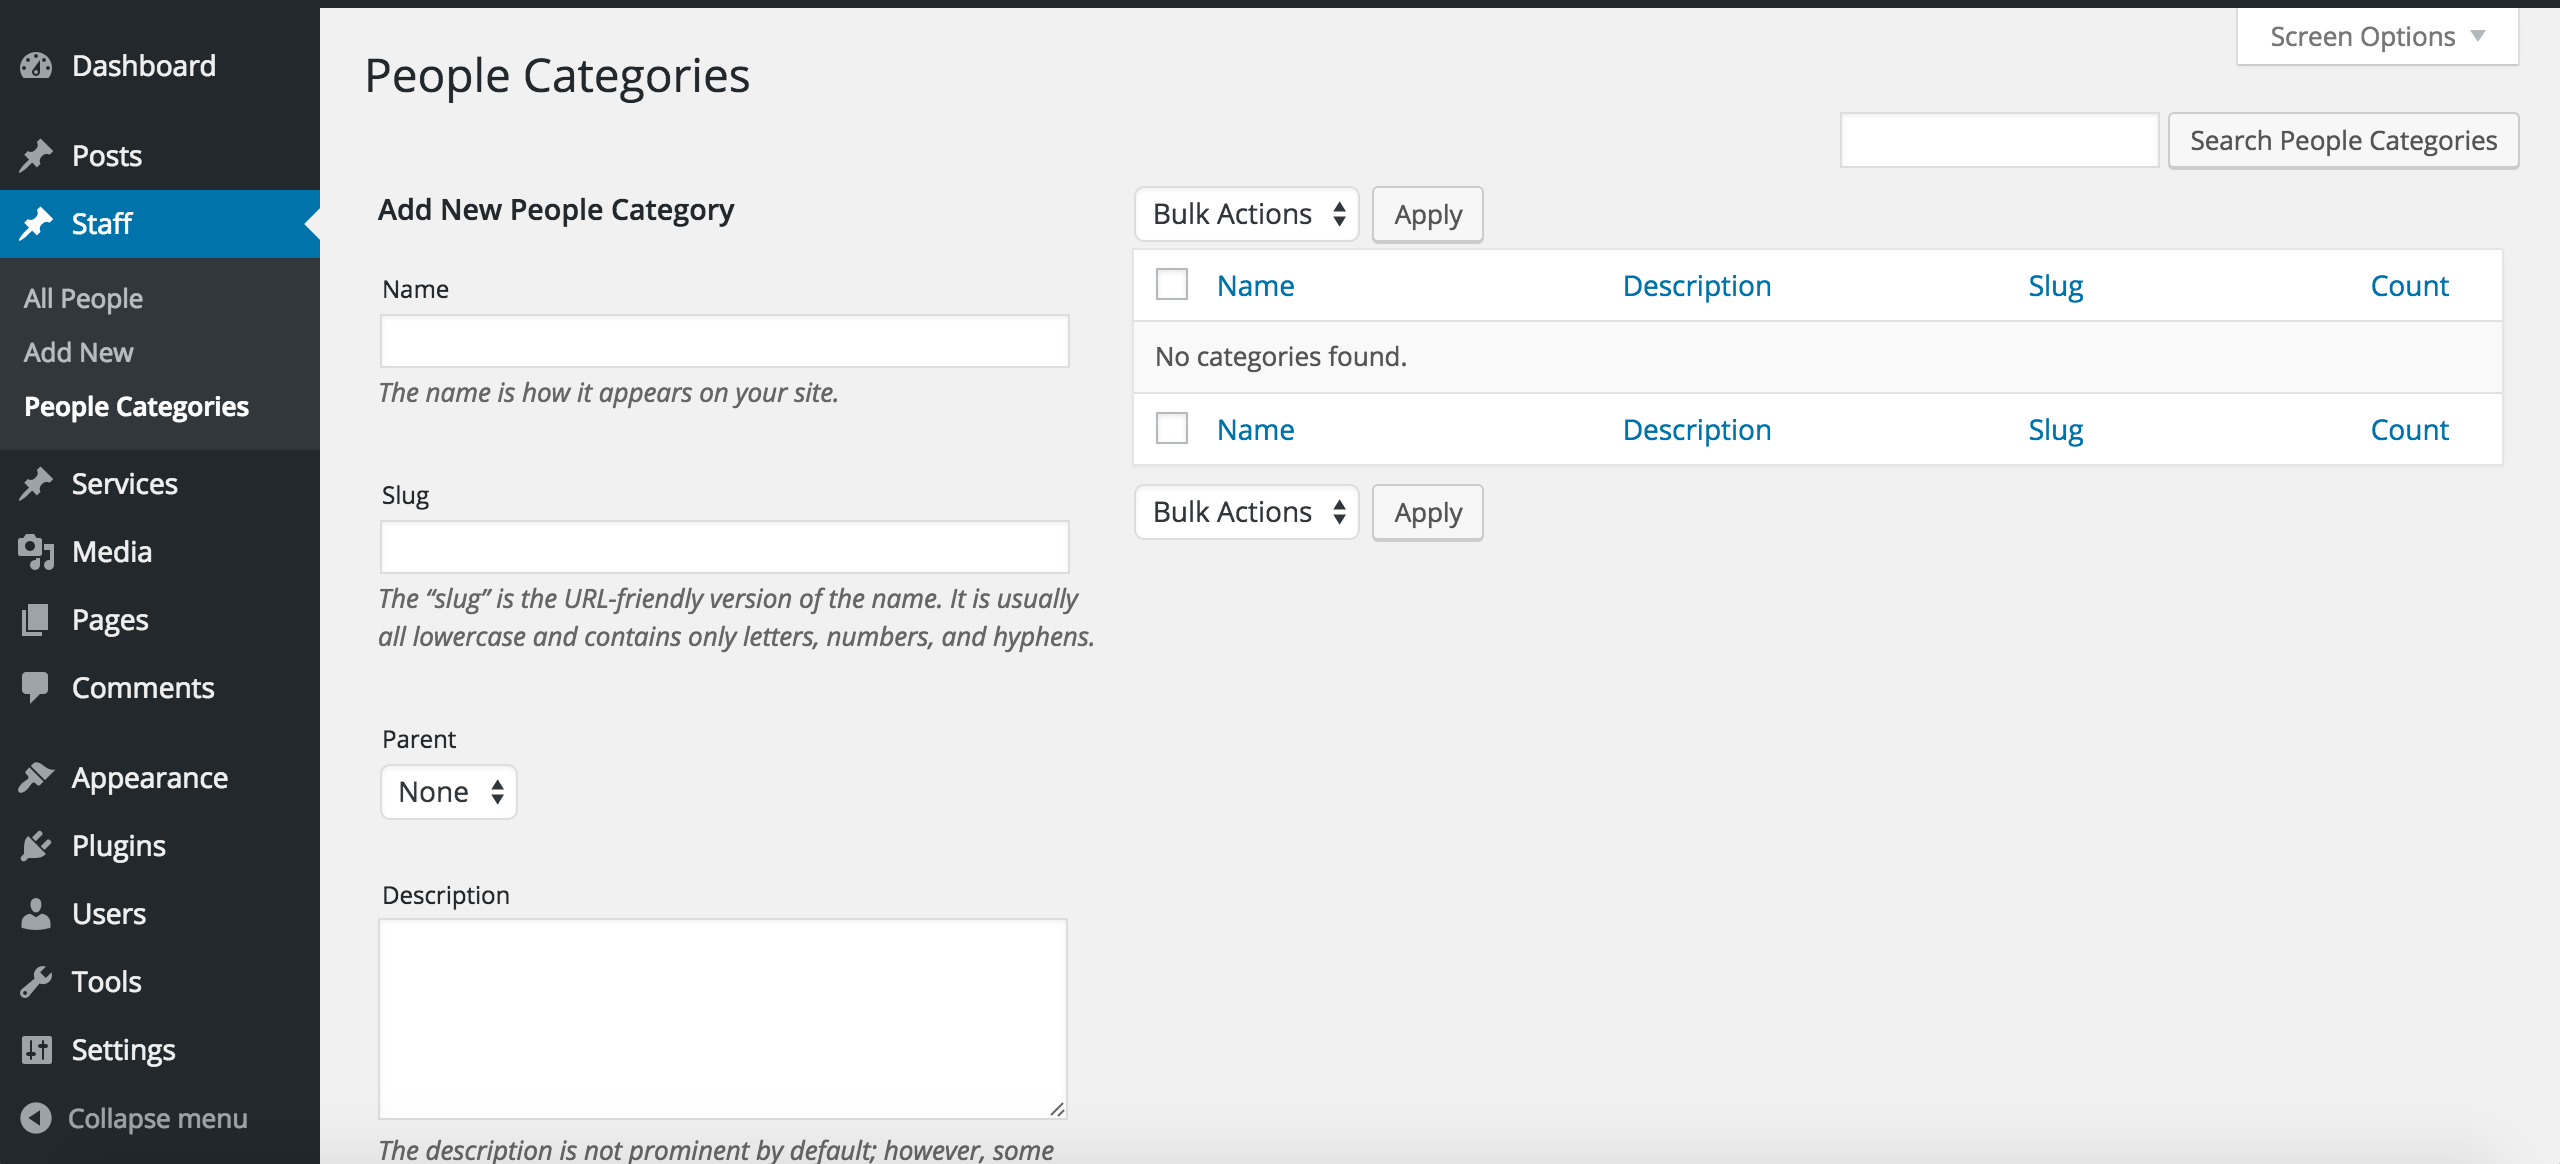 Dashboard
Posts
Staff
All People
Add New
People Categories
Services
Media
Pages
Comments
Appearance
Plugins
Users
Tools
Settings
Collapse menu
Screen Options
People Categories
Search People Categories
Add New People Category
Name
The name is how it appears on your site.
Slug
The “slug” is the URL-friendly version of the name. It is usually
all lowercase and contains only letters, numbers, and hyphens.
Parent
None
Description
The description is not prominent by default; however, some
Bulk Actions Apply
Name Description Slug Count
No categories found.
Name Description Slug Count
Bulk Actions Apply